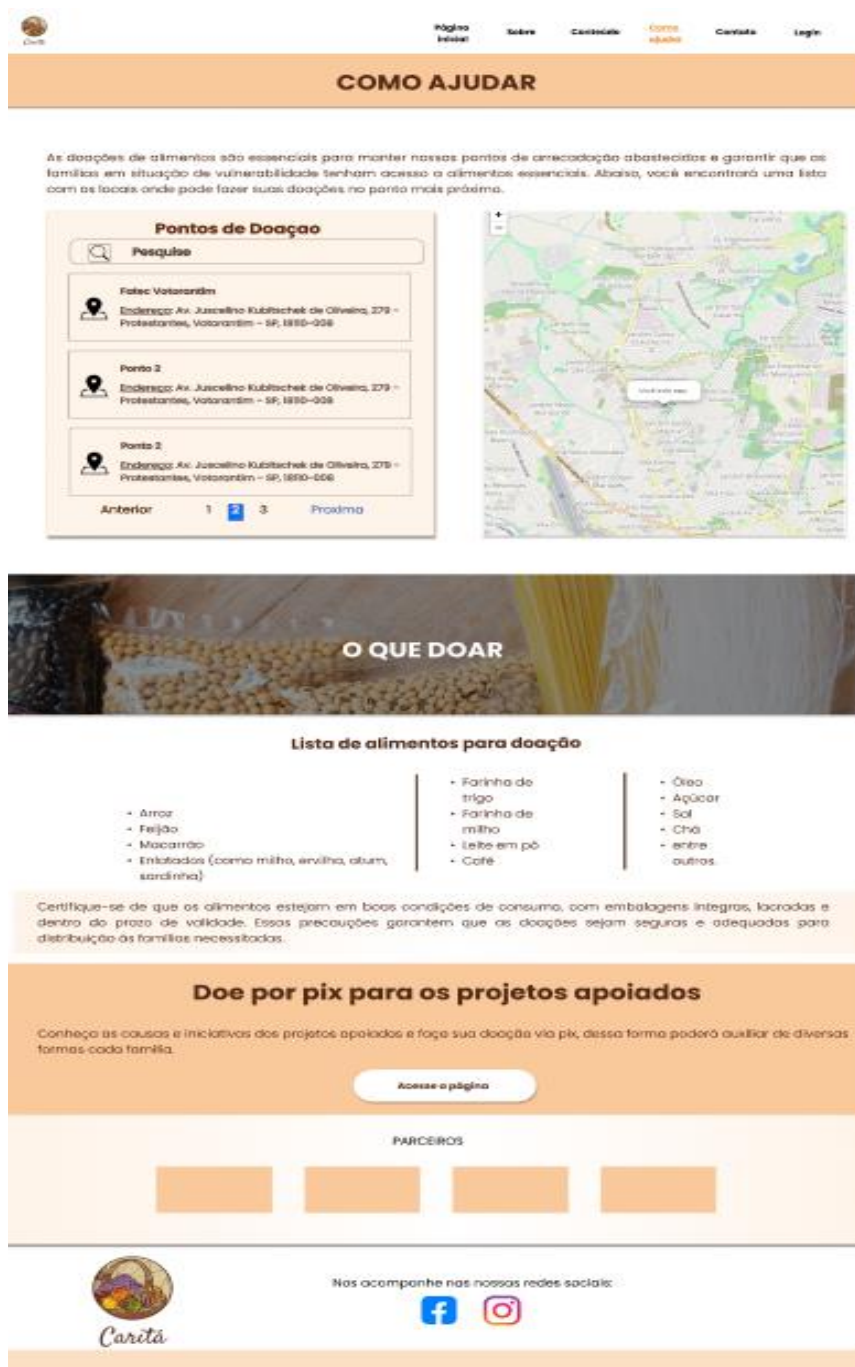 Caritá
Página
inicial
Sobre
Conteúdo
Como
ajudar
Contato
Login
COMO AJUDAR
As doações de alimentos são essenciais para manter nossos pontos de arrecadação abastecidos e garantir que as
famílias em situação de vulnerabilidade tenham acesso a alimentos essenciais. Abaixo, você encontrará uma lista
com os locais onde pode fazer suas doações no ponto mais próximo.
Pontos de Doaçao
Pesquise
Fatec Votorantim
Endereço: Av. Juscelino Kubitschek de Oliveira, 279 -
Protestantes, Votorantim - SP, 18110-008
Ponto 2
Endereço: Av. Juscelino Kubitschek de Oliveira, 279 -
Protestantes, Votorantim - SP, 18110-008
Ponto 2
Endereço: Av. Juscelino Kubitschek de Oliveira, 279 -
Protestantes, Votorantim - SP, 18110-008
Anterior 1 2 3 Proxima
+
-
Você está aqui
O QUE DOAR
Lista de alimentos para doação
• Arroz
• Feijão
• Macarrão
• Enlatados (como milho, ervilha, atum,
sardinha)
• Farinha de
trigo
• Farinha de
milho
• Leite em pó
• Café
• Óleo
• Açúcar
• Sal
• Chá
• entre
outros.
Certifique-se de que os alimentos estejam em boas condições de consumo, com embalagens íntegras, lacradas e
dentro do prazo de validade. Essas precauções garantem que as doações sejam seguras e adequadas para
distribuição às famílias necessitadas.
Doe por pix para os projetos apoiados
Conheça as causas e iniciativas dos projetos apoiados e faça sua doação via pix, dessa forma poderá auxiliar de diversas
formas cada família.
Acesse a página
PARCEIROS
Caritá
Nos acompanhe nas nossas redes sociais: